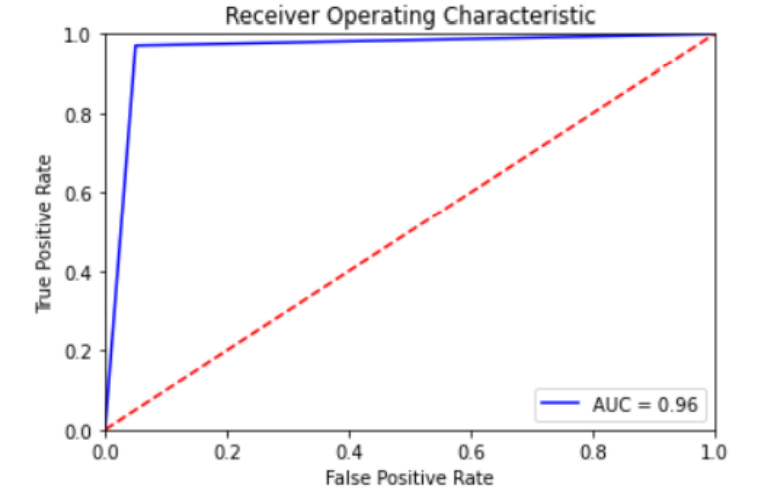 Receiver Operating Characteristic
1.0
0.8
0.6
0.4
0.2
0.0
True Positive Rate
AUC = 0.96
0.0 0.2 0.4 0.6 0.8 1.0
False Positive Rate